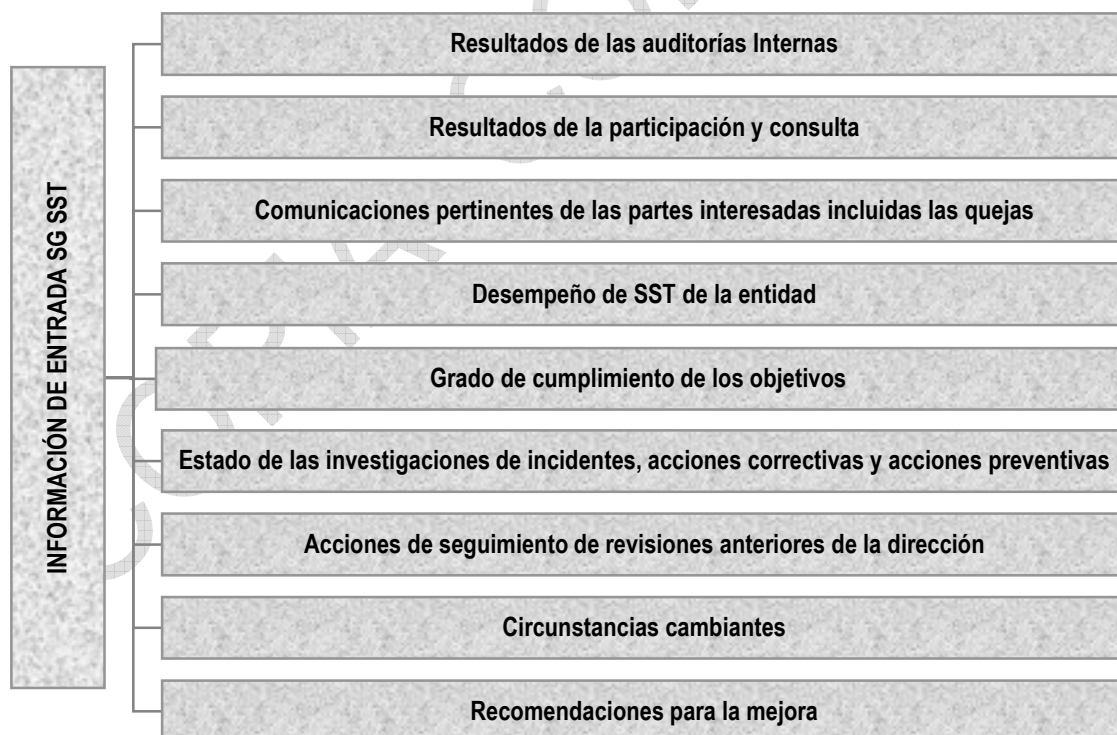 INFORMACIÓN DE ENTRADA SG SST
Resultados de las auditorías Internas
Resultados de la participación y consulta
Comunicaciones pertinentes de las partes interesadas incluidas las quejas
Desempeño de SST de la entidad
Grado de cumplimiento de los objetivos
Estado de las investigaciones de incidentes, acciones correctivas y acciones preventivas
Acciones de seguimiento de revisiones anteriores de la dirección
Circunstancias cambiantes
Recomendaciones para la mejora